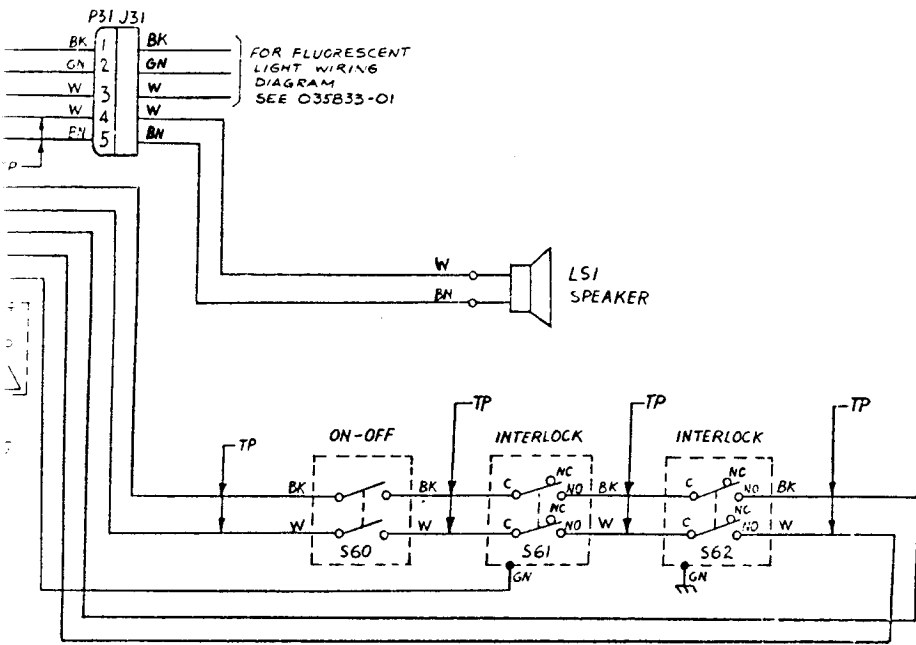 P31 J31
BK 1 BK
GN 2 GN
W 3 W
W 4 W
BN 5 BN
FOR FLUORESCENT
LIGHT WIRING
DIAGRAM
SEE 035833-01
P
W
BN
LS1
SPEAKER
TP
TP
TP
TP
ON-OFF
INTERLOCK
INTERLOCK
BK BK C NC NO BK C NC NO BK
W W C NC NO W C NC NO W
S60
S61
S62
GN
GN